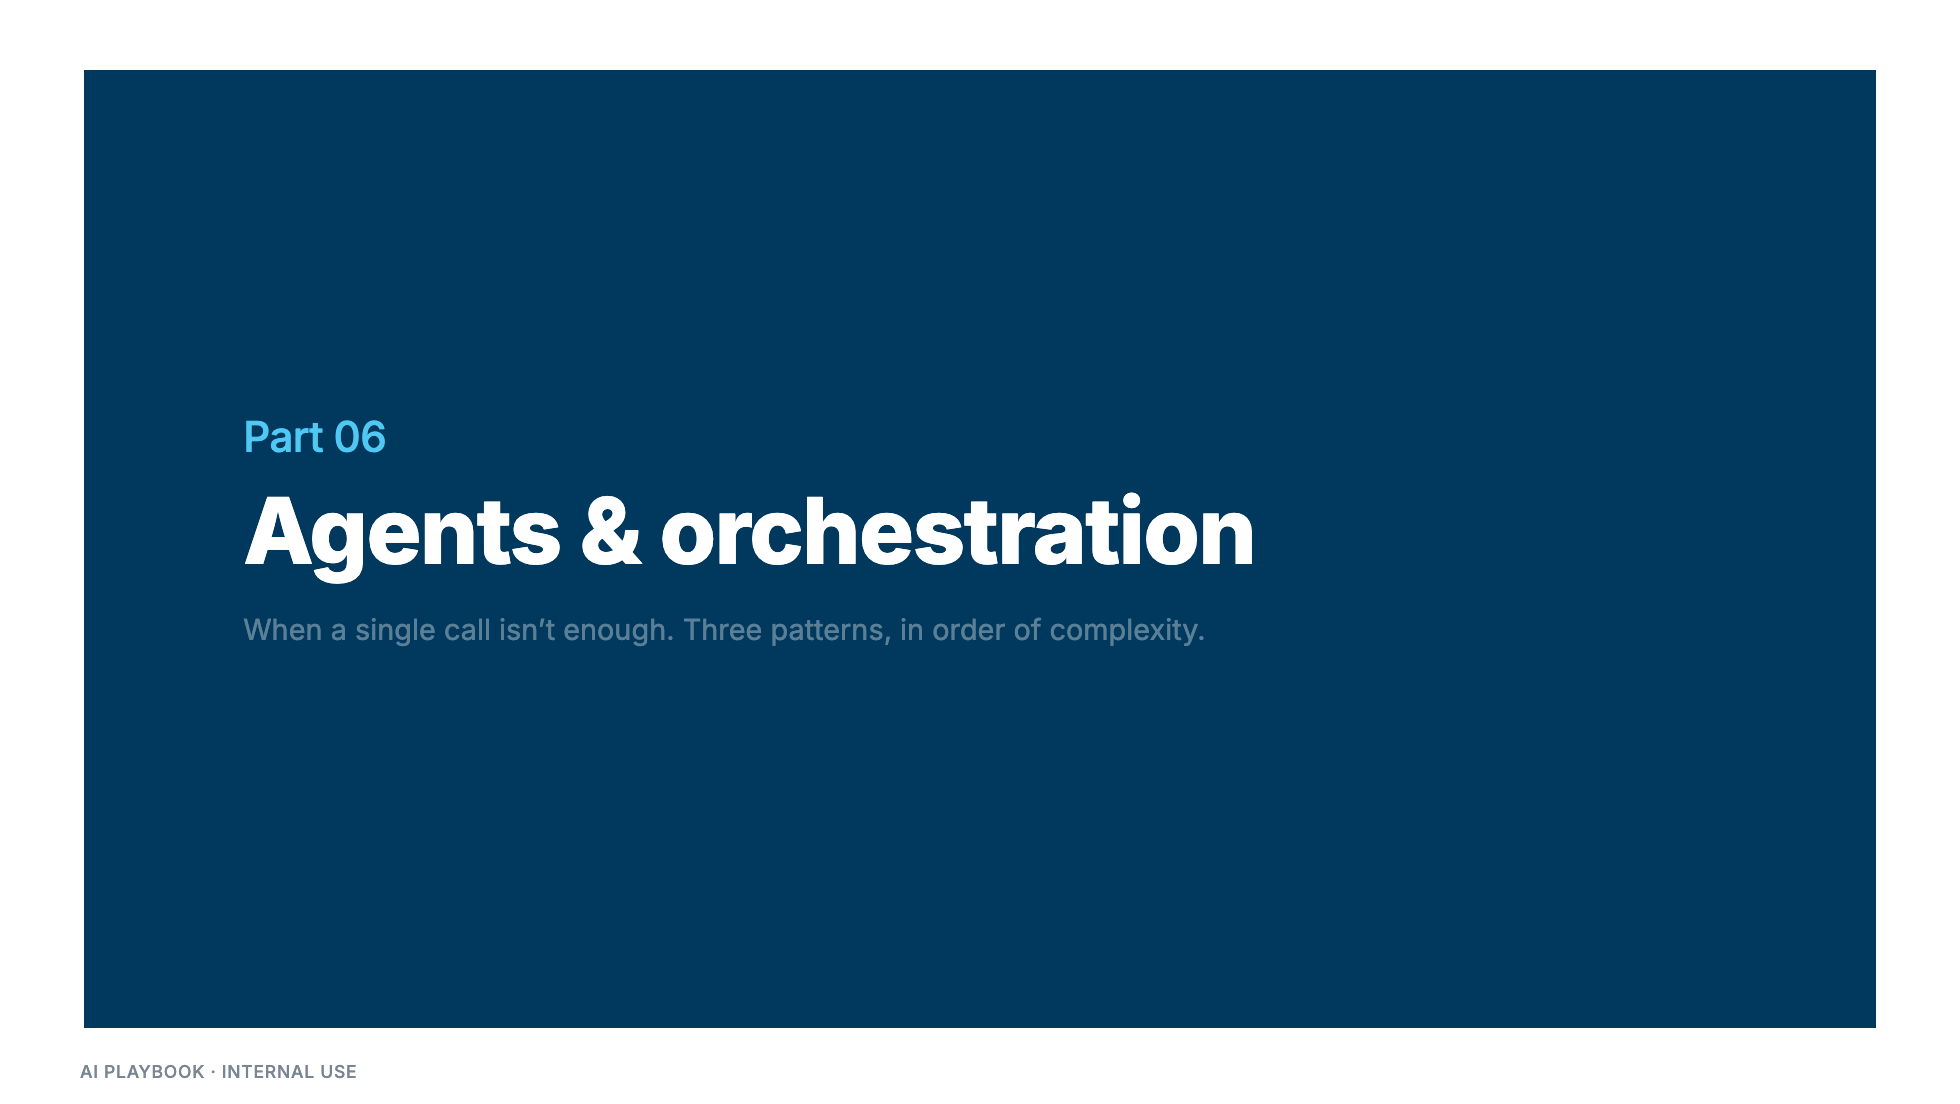 Part 06
Agents & orchestration
When a single call isn’t enough. Three patterns, in order of complexity.
AI PLAYBOOK · INTERNAL USE